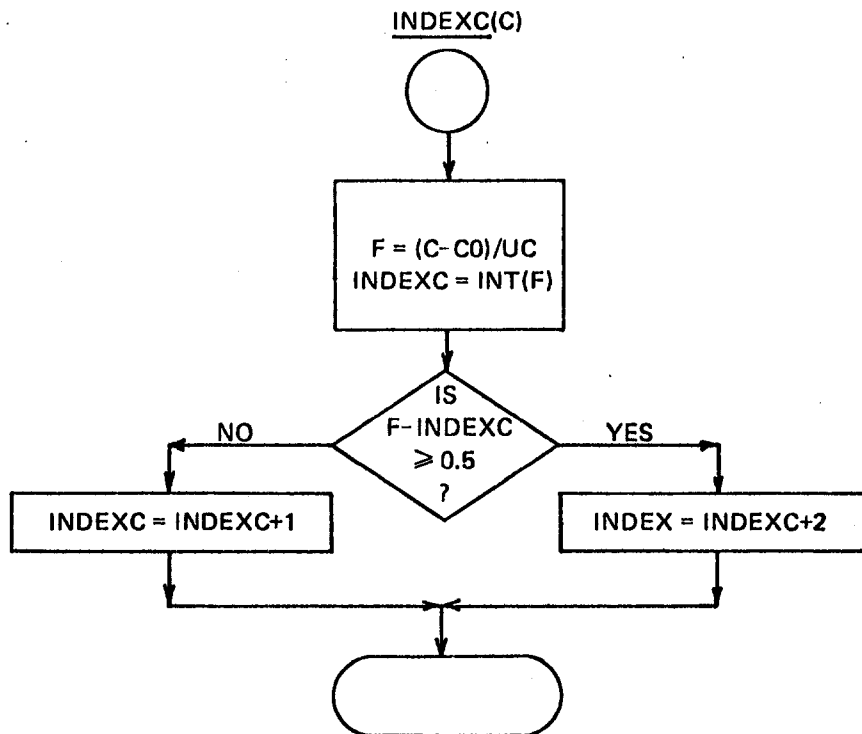 INDEXC(C)
F = (C-C0)/UC
INDEXC = INT(F)
IS
F-INDEXC
⩾ 0.5
?
NO
YES
INDEXC = INDEXC+1
INDEX = INDEXC+2